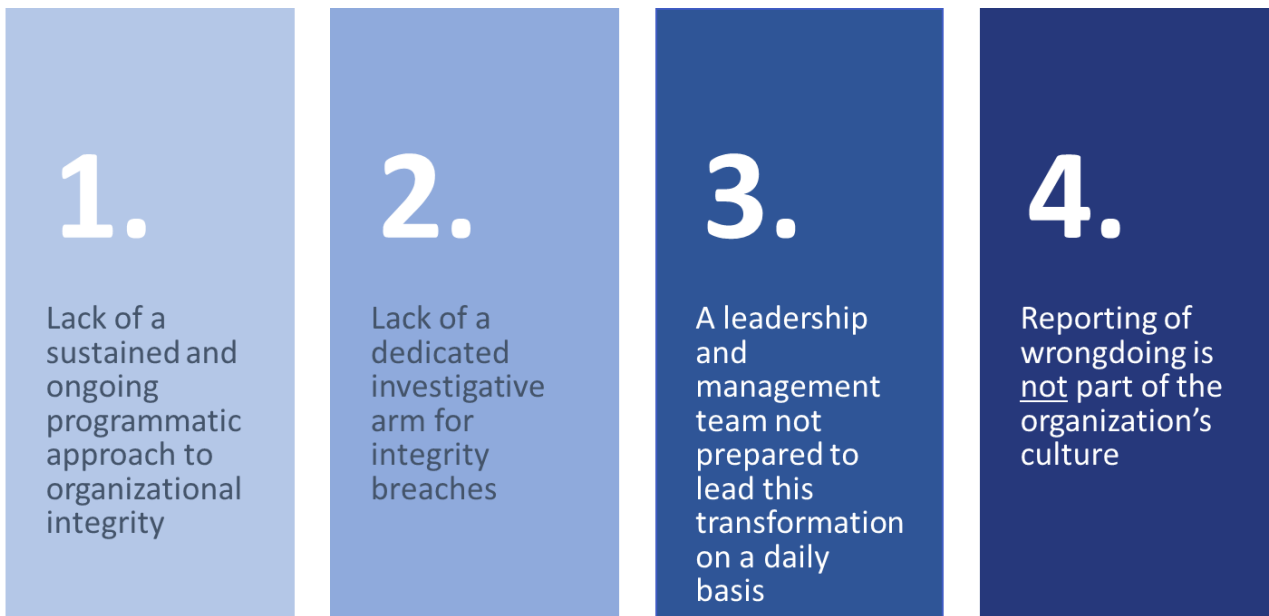 1.
Lack of a
sustained and
ongoing
programmatic
approach to
organizational
integrity
2.
Lack of a
dedicated
investigative
arm for
integrity
breaches
3.
A leadership
and
management
team not
prepared to
lead this
transformation
on a daily
basis
4.
Reporting of
wrongdoing is
not part of the
organization’s
culture